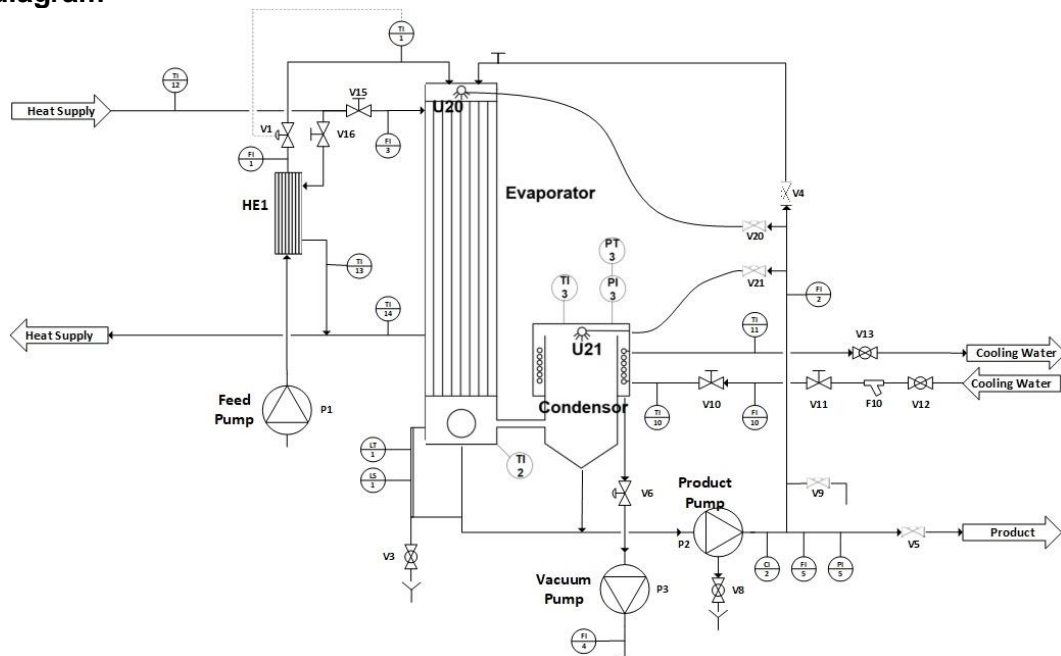 diagram
TI
1
TI
12
Heat Supply
V15
U20
V1
V16
FI
1
FI
3
HE1
Evaporator
V4
V20
PT
3
TI
3
PI
3
V21
TI
13
FI
2
TI
14
TI
11
V13
Heat Supply
U21
Cooling Water
Cooling Water
Condensor
V10
V11
F10
V12
TI
10
FI
10
Feed
Pump
P1
LT
1
TI
2
LS
1
V6
Product
Pump
V9
Product
P2
V5
V3
CI
2
FI
5
PI
5
Vacuum
Pump
P3
V8
FI
4